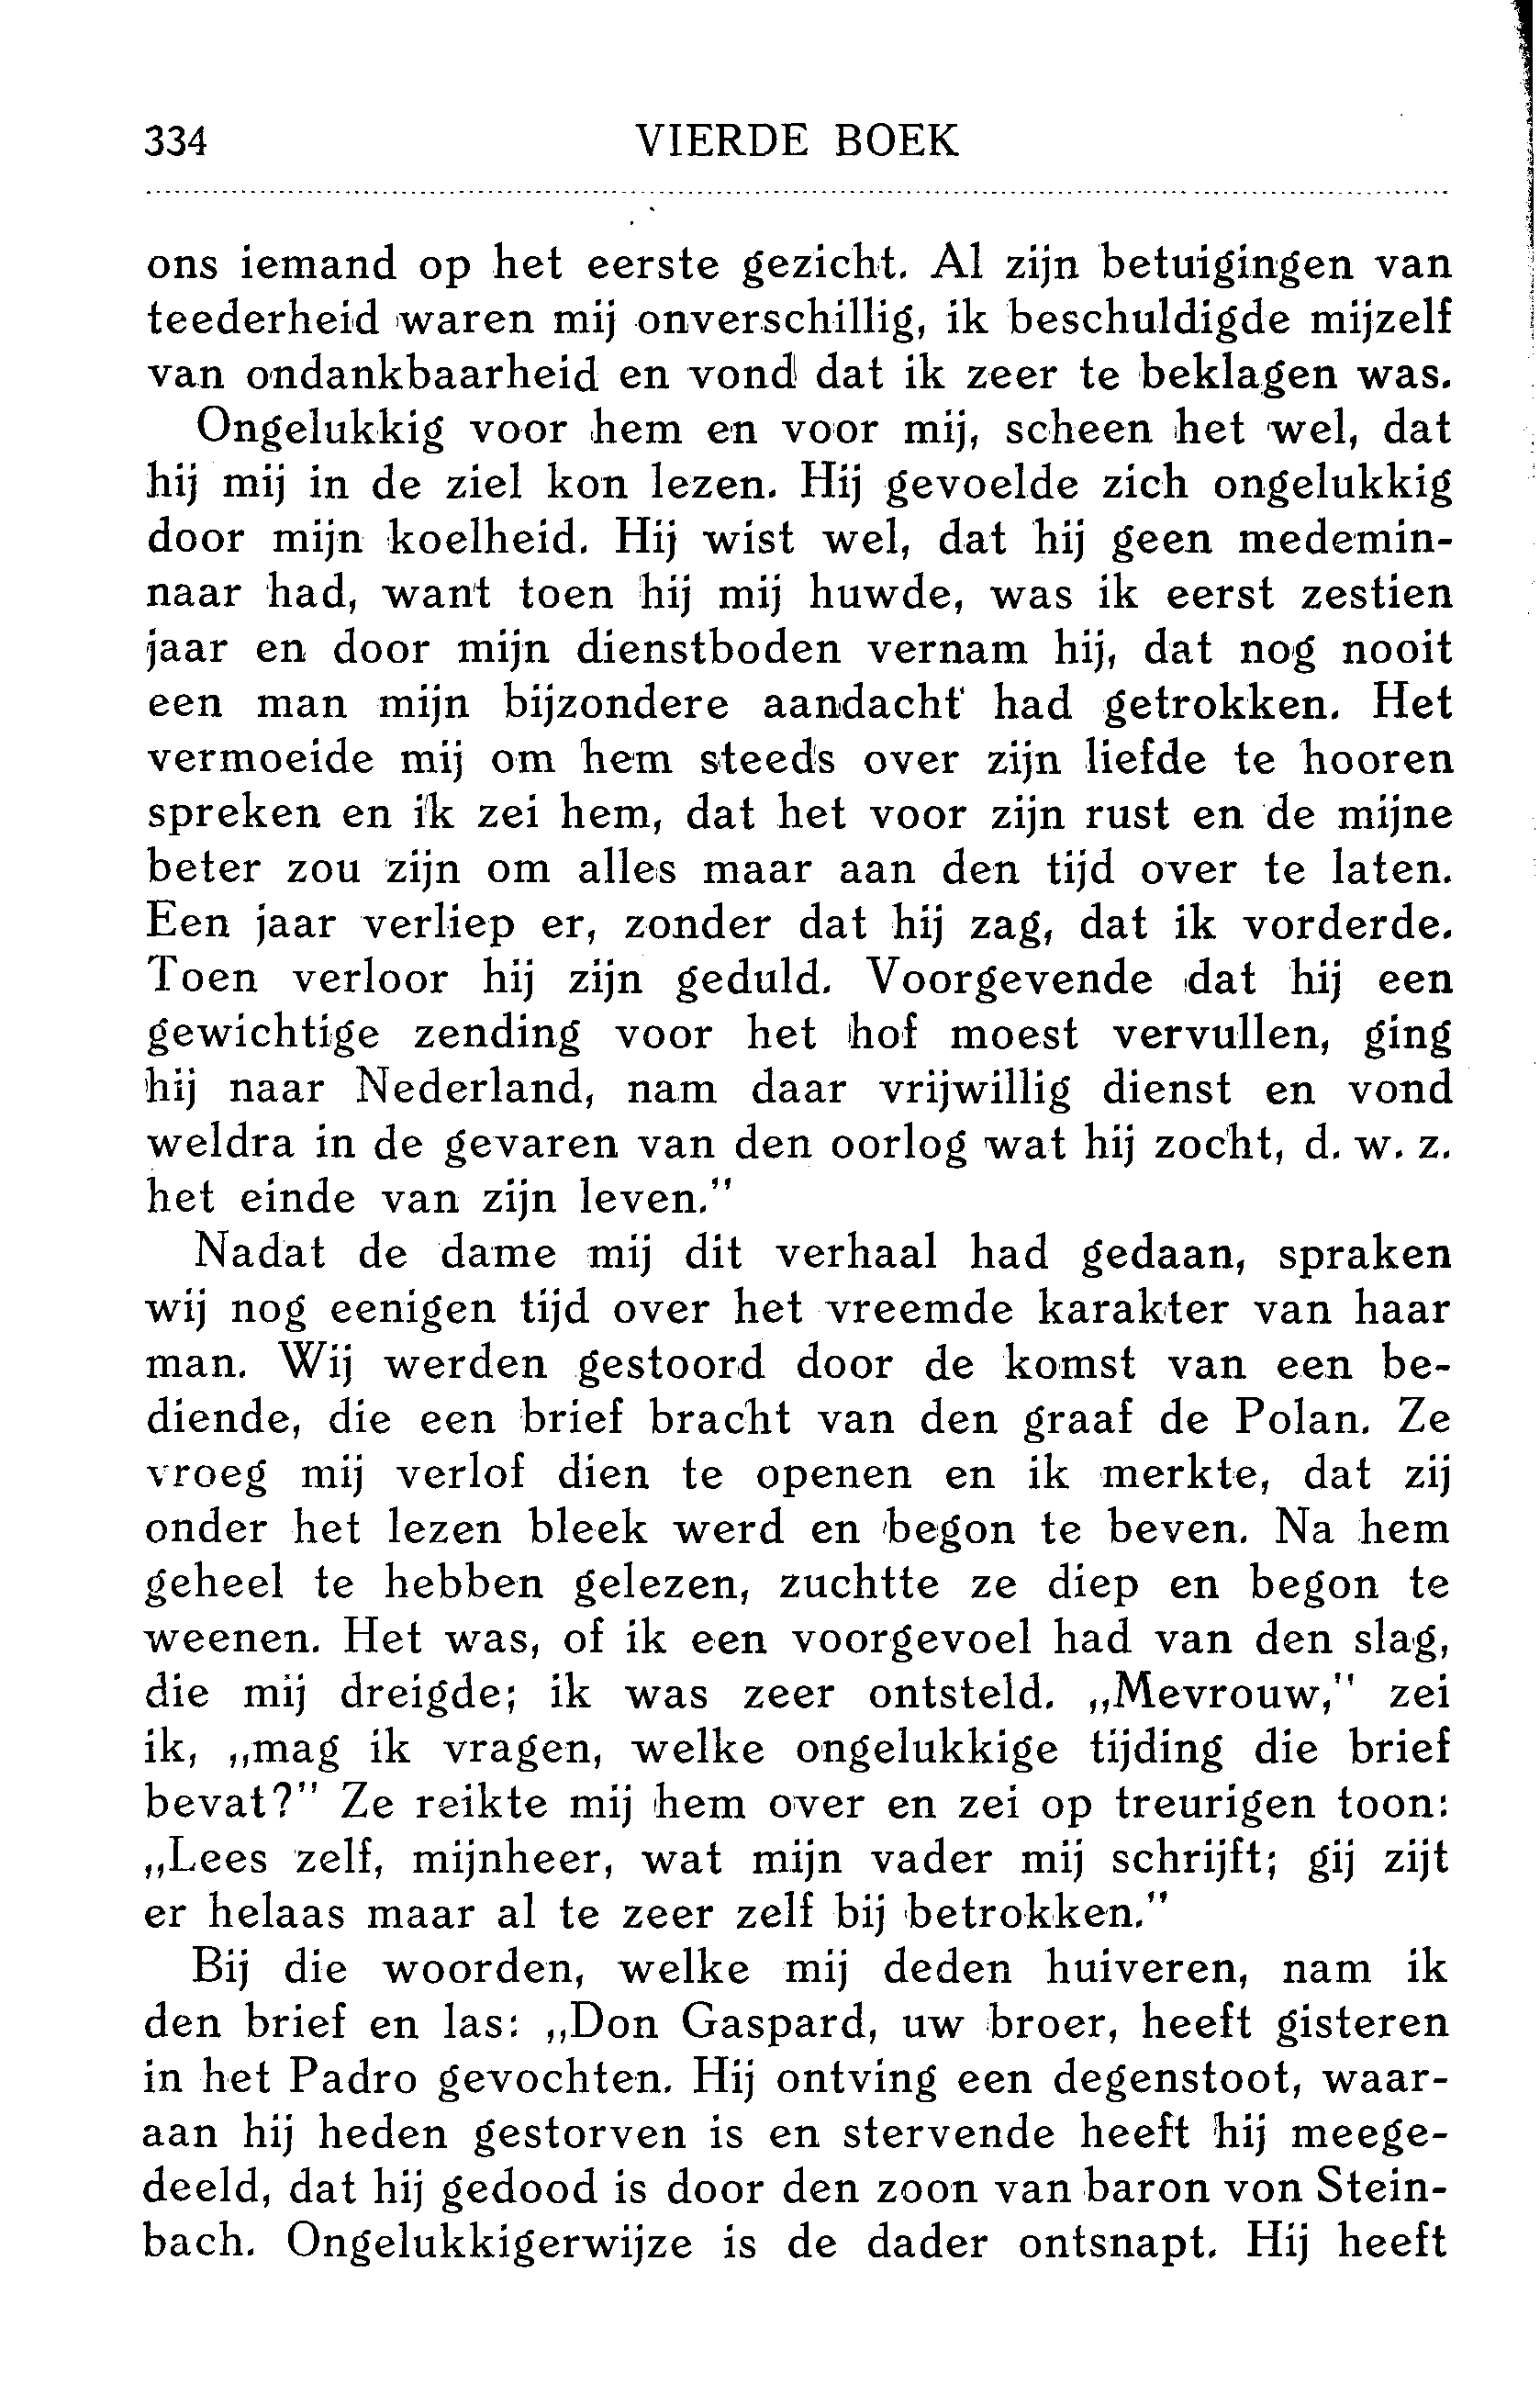 334 VIERDE BOEK
ons iemand op het eerste gezicht. Al zijn betuigingen van
teederheid waren mij onverschillig, ik beschuldigde mijzelf
van ondankbaarheid en vond dat ik zeer te beklagen was.
Ongelukkig voor hem en voor mij, scheen het wel, dat
hij mij in de ziel kon lezen. Hij gevoelde zich ongelukkig
door mijn koelheid. Hij wist wel, dat hij geen medemin-
naar had, want toen hij mij huwde, was ik eerst zestien
jaar en door mijn dienstboden vernam hij, dat nog nooit
een man mijn bijzondere aandacht had getrokken. Het
vermoeide mij om hem steeds over zijn liefde te hooren
spreken en ik zei hem, dat het voor zijn rust en de mijne
beter zou zijn om alles maar aan den tijd over te laten.
Een jaar verliep er, zonder dat hij zag, dat ik vorderde.
Toen verloor hij zijn geduld. Voorgevende dat hij een
gewichtige zending voor het hof moest vervullen, ging
hij naar Nederland, nam daar vrijwillig dienst en vond
weldra in de gevaren van den oorlog wat hij zocht, d. w. z.
het einde van zijn leven."
Nadat de dame mij dit verhaal had gedaan, spraken
wij nog eenigen tijd over het vreemde karakter van haar
man. Wij werden gestoord door de komst van een be-
diende, die een brief bracht van den graaf de Polan. Ze
vroeg mij verlof dien te openen en ik merkte, dat zij
onder het lezen bleek werd en begon te beven. Na hem
geheel te hebben gelezen, zuchtte ze diep en begon te
weenen. Het was, of ik een voorgevoel had van den slag,
die mij dreigde; ik was zeer ontsteld. „Mevrouw," zei
ik, „mag ik vragen, welke ongelukkige tijding die brief
bevat?" Ze reikte mij hem over en zei op treurigen toon:
„Lees zelf, mijnheer, wat mijn vader mij schrijft; gij zijt
er helaas maar al te zeer zelf bij betrokken."
Bij die woorden, welke mij deden huiveren, nam ik
den brief en las: „Don Gaspard, uw broer, heeft gisteren
in het Padro gevochten. Hij ontving een degenstoot, waar-
aan hij heden gestorven is en stervende heeft hij meege-
deeld, dat hij gedood is door den zoon van baron von Stein-
bach. Ongelukkigerwijze is de dader ontsnapt. Hij heeft